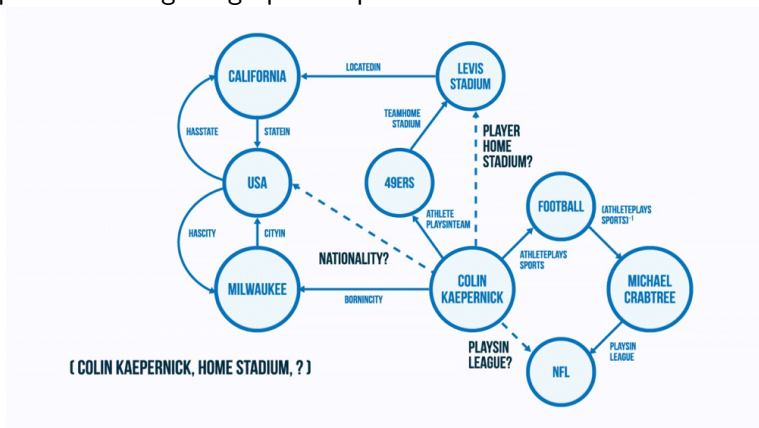 CALIFORNIA
LOCATEDIN
LEVIS
STADIUM
HASSTATE
STATEIN
TEAMHOME
STADIUM
PLAYER
HOME
STADIUM?
USA
49ERS
FOOTBALL
(ATHLETEPLAYS
SPORTS)⁻¹
ATHLETE
PLAYSINTEAM
HASCITY
CITYIN
NATIONALITY?
ATHLETEPLAYS
SPORTS
MILWAUKEE
BORNINCITY
COLIN
KAEPERNICK
MICHAEL
CRABTREE
PLAYSIN
LEAGUE?
PLAYSIN
LEAGUE
NFL
( COLIN KAEPERNICK, HOME STADIUM, ? )